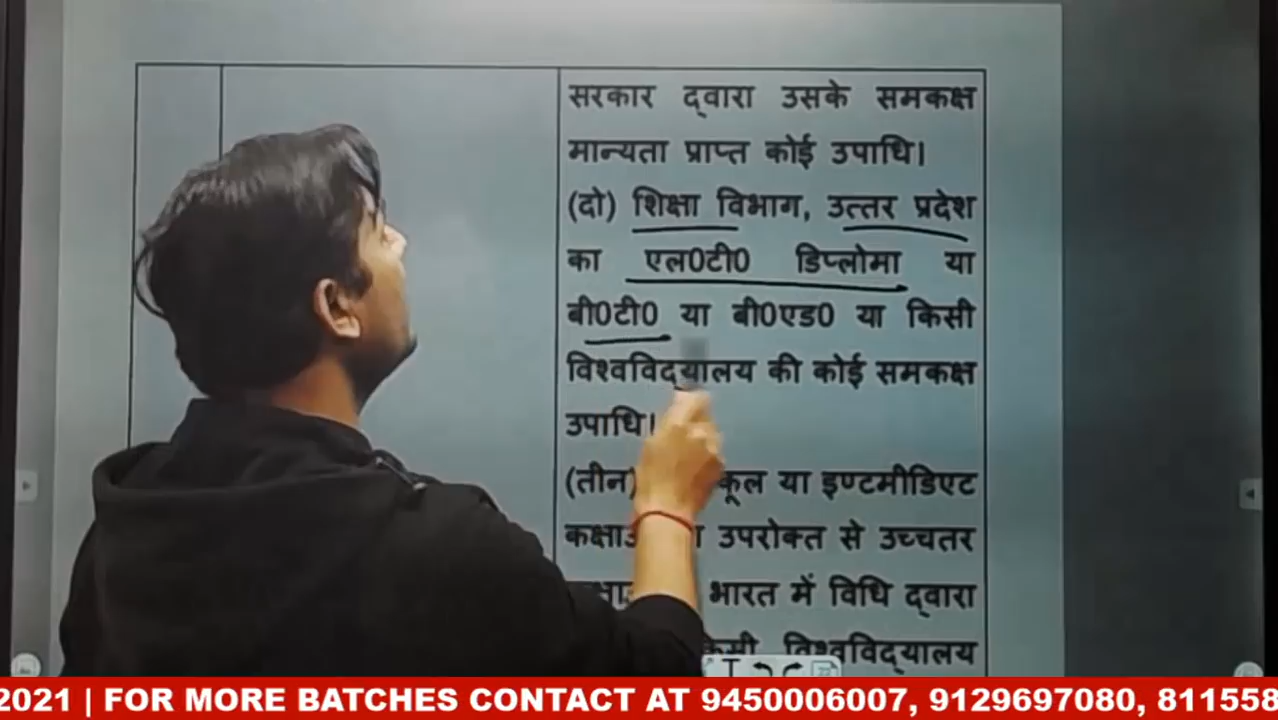 सरकार द्वारा उसके समकक्ष
मान्यता प्राप्त कोई उपाधि।
(दो) शिक्षा विभाग, उत्तर प्रदेश
का एल0टी0 डिप्लोमा या
बी0टी0 या बी0एड0 या किसी
विश्वविद्यालय की कोई समकक्ष
उपाधि।
(तीन) या इण्टमीडिएट
उपरोक्त से उच्चतर
भारत में विधि द्वारा
विश्वविद्यालय
2021 | FOR MORE BATCHES CONTACT AT 9450006007, 9129697080, 811558